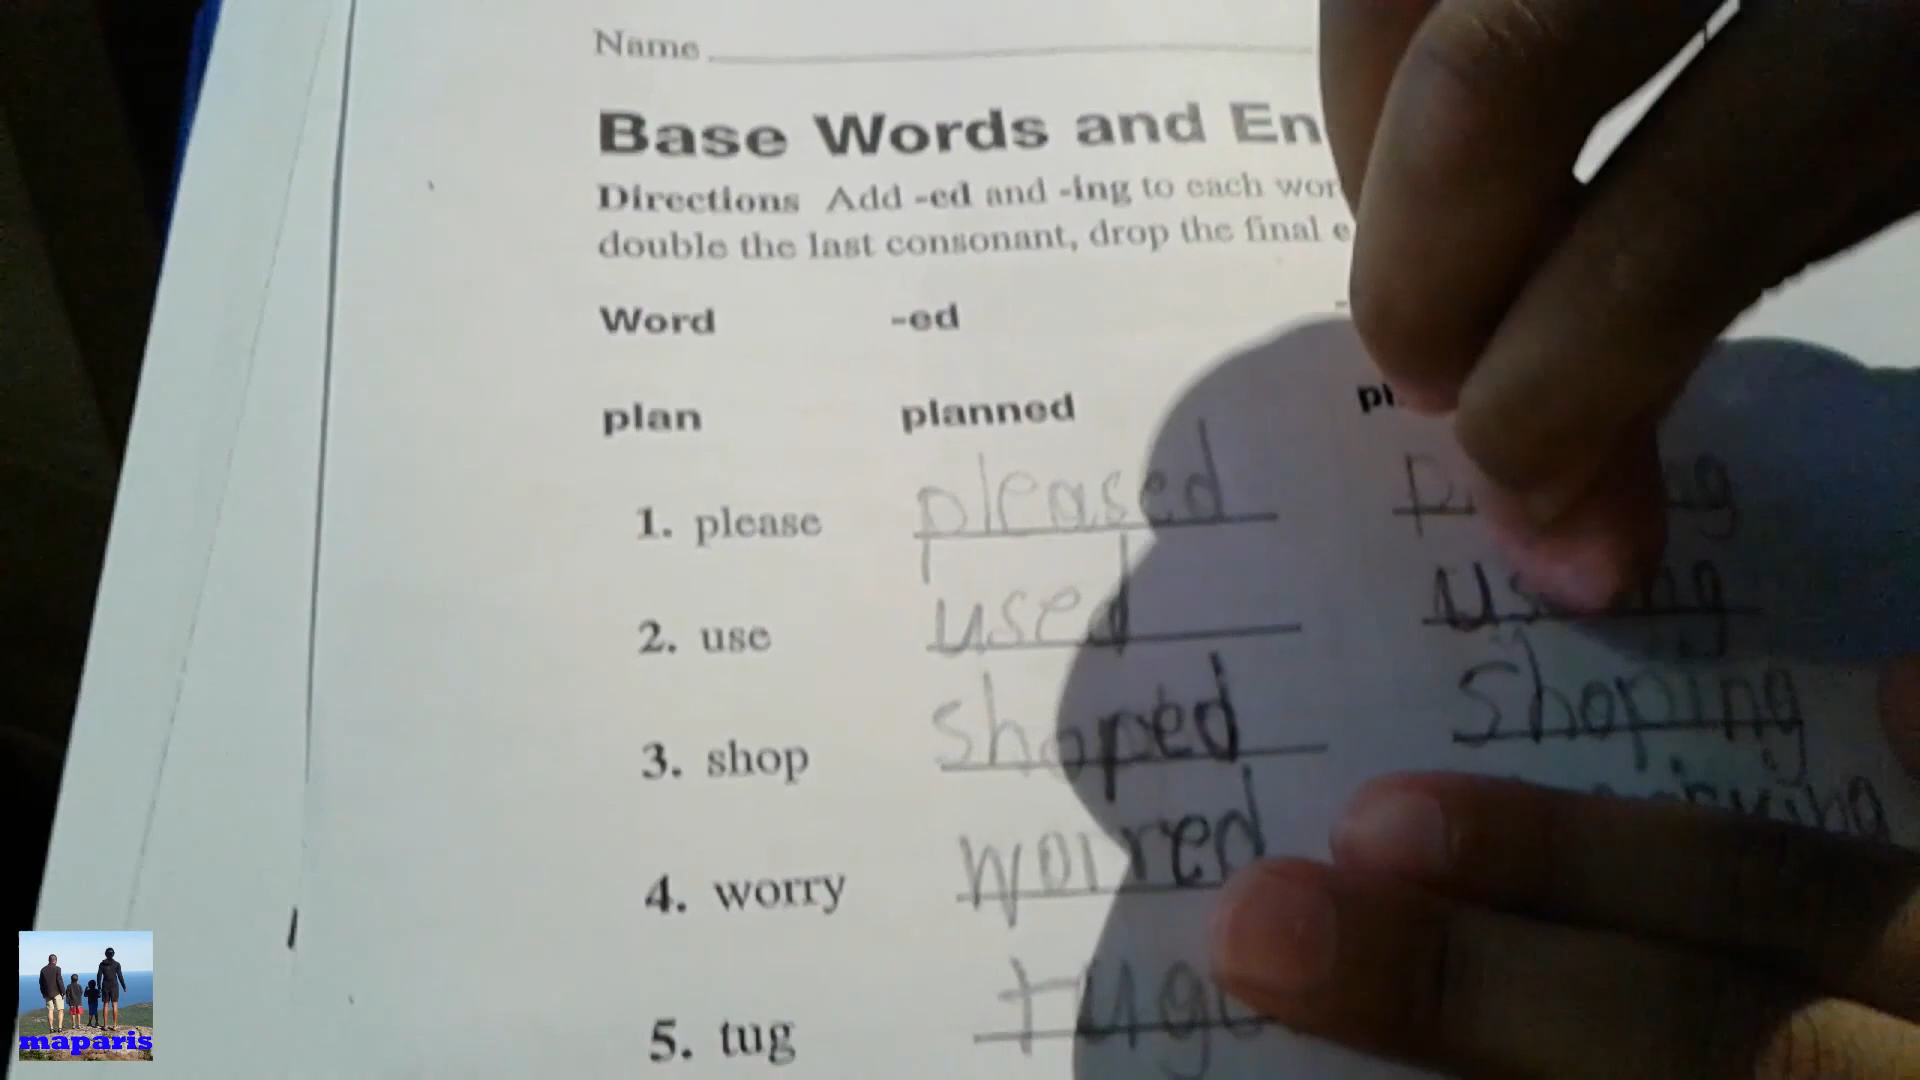 Name
Base Words and En
Directions Add -ed and -ing to each wor
double the last consonant, drop the final e
Word -ed
plan planned pl
1. please pleased
2. use used
3. shop shoped shoping
4. worry worred
5. tug
maparis